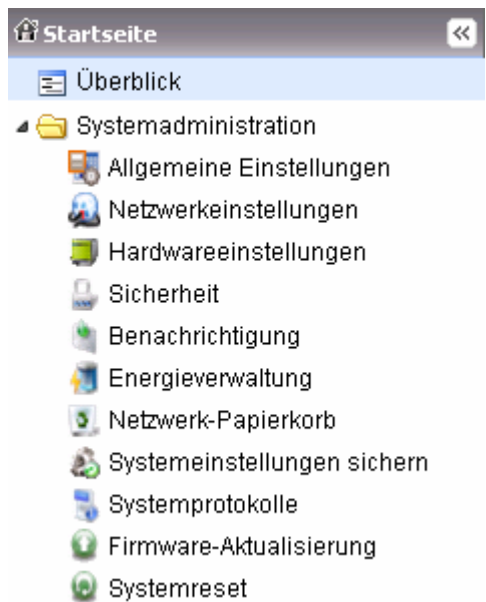 Startseite
Überblick
Systemadministration
Allgemeine Einstellungen
Netzwerkeinstellungen
Hardwareeinstellungen
Sicherheit
Benachrichtigung
Energieverwaltung
Netzwerk-Papierkorb
Systemeinstellungen sichern
Systemprotokolle
Firmware-Aktualisierung
Systemreset